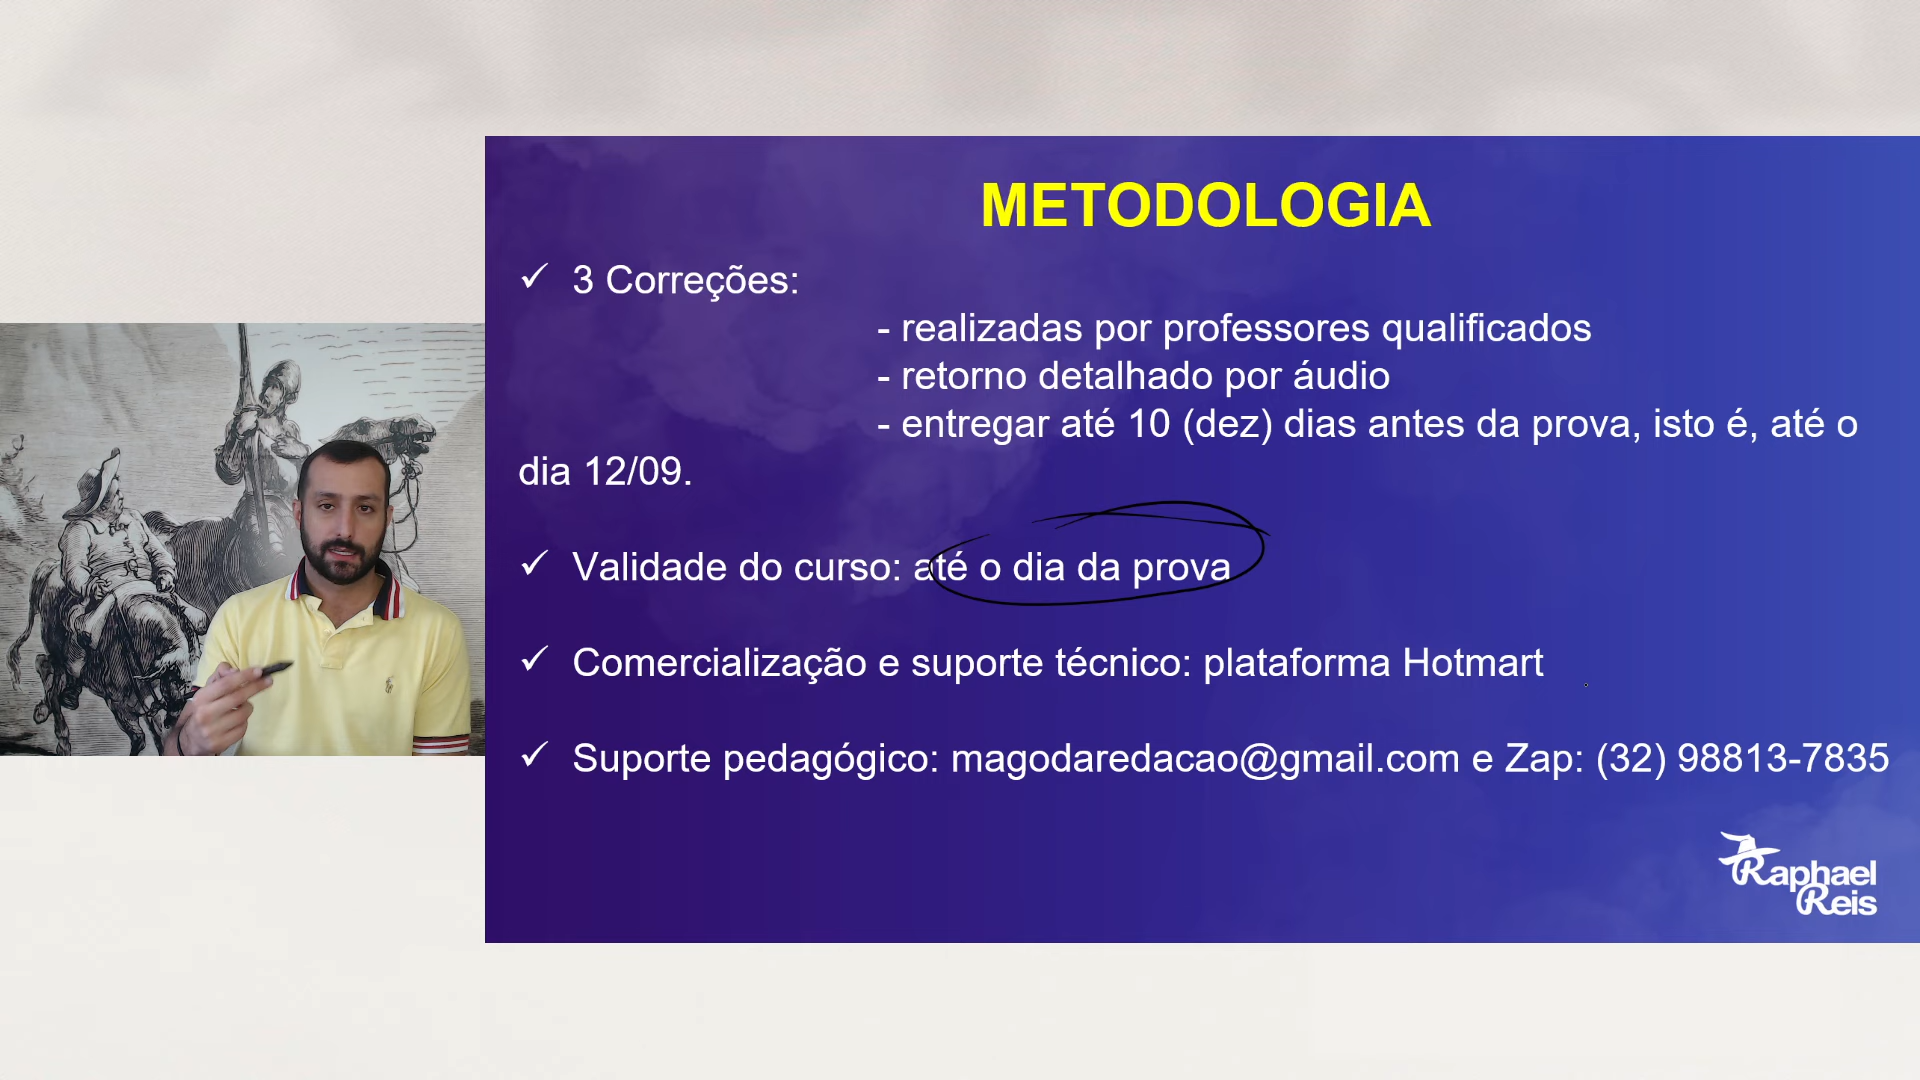 METODOLOGIA
✓ 3 Correções:
- realizadas por professores qualificados
- retorno detalhado por áudio
- entregar até 10 (dez) dias antes da prova, isto é, até o
dia 12/09.
✓ Validade do curso: até o dia da prova
✓ Comercialização e suporte técnico: plataforma Hotmart
✓ Suporte pedagógico: magodaredacao@gmail.com e Zap: (32) 98813-7835
Raphael
Reis